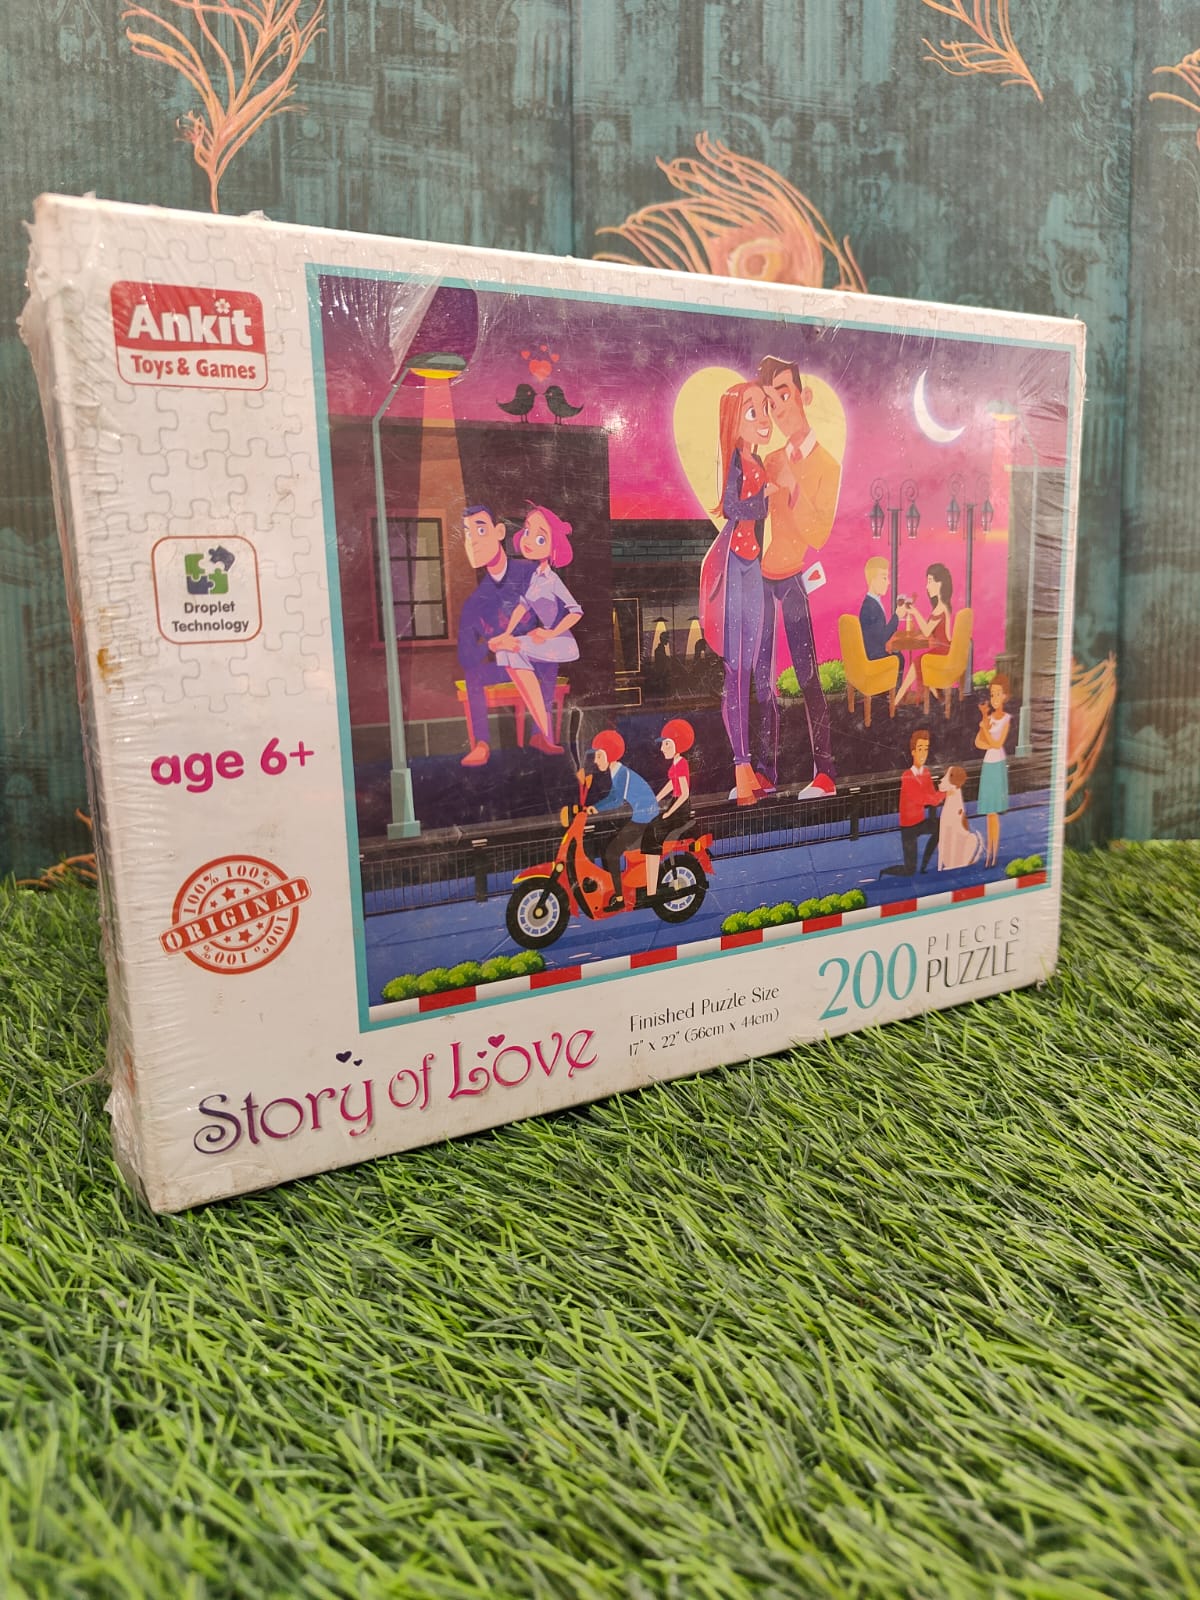 Ankit
Toys & Games
Droplet
Technology
age 6+
100% 100%
ORIGINAL
100% 100%
Story of Love
Finished Puzzle Size
17" x 22" (56cm x 44cm)
200 PIECES
PUZZLE